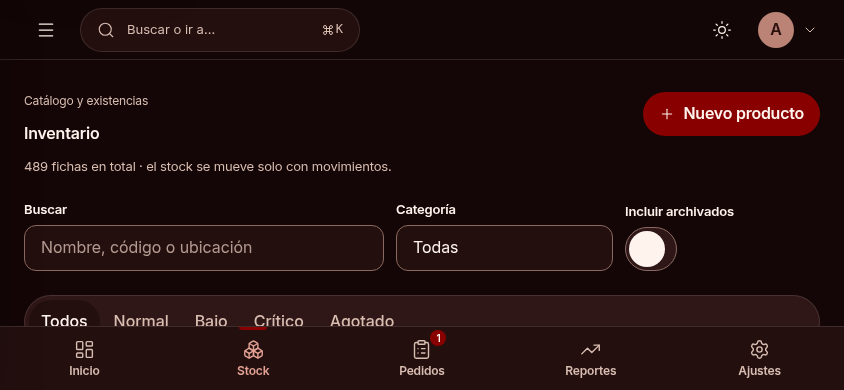 Buscar o ir a... ⌘K
A
Catálogo y existencias
Inventario
+ Nuevo producto
489 fichas en total · el stock se mueve solo con movimientos.
Buscar
Categoría
Incluir archivados
Nombre, código o ubicación
Todas
Todos Normal Bajo Crítico Agotado
1
Inicio Stock Pedidos Reportes Ajustes